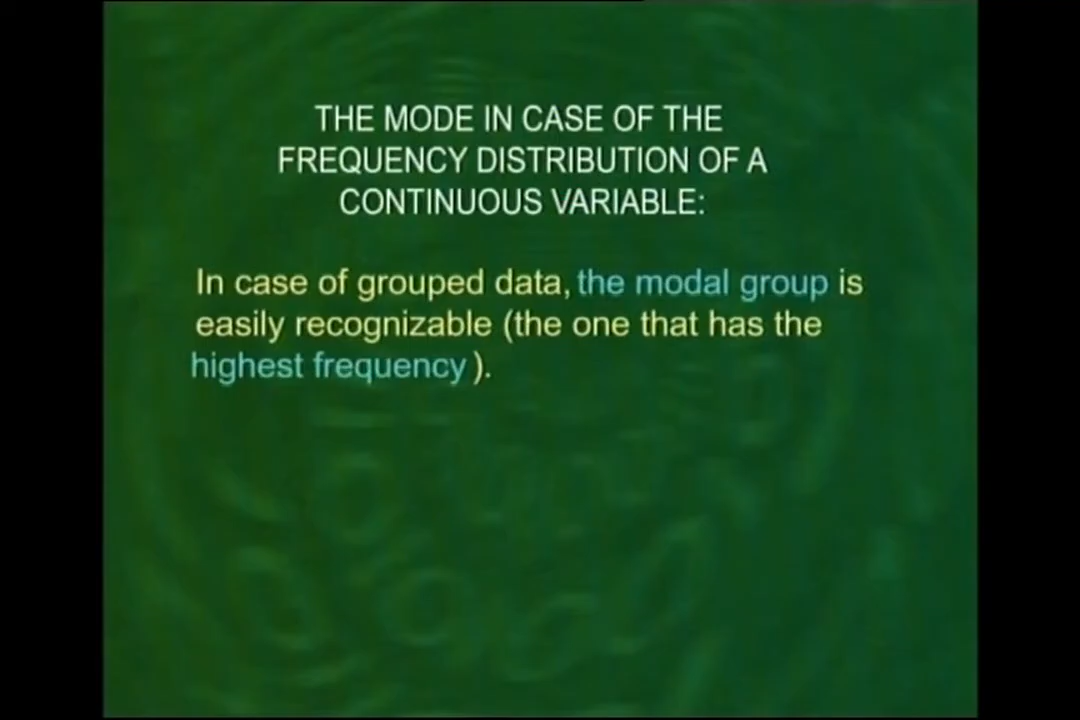 THE MODE IN CASE OF THE
FREQUENCY DISTRIBUTION OF A
CONTINUOUS VARIABLE:
In case of grouped data, the modal group is
easily recognizable (the one that has the
highest frequency ).